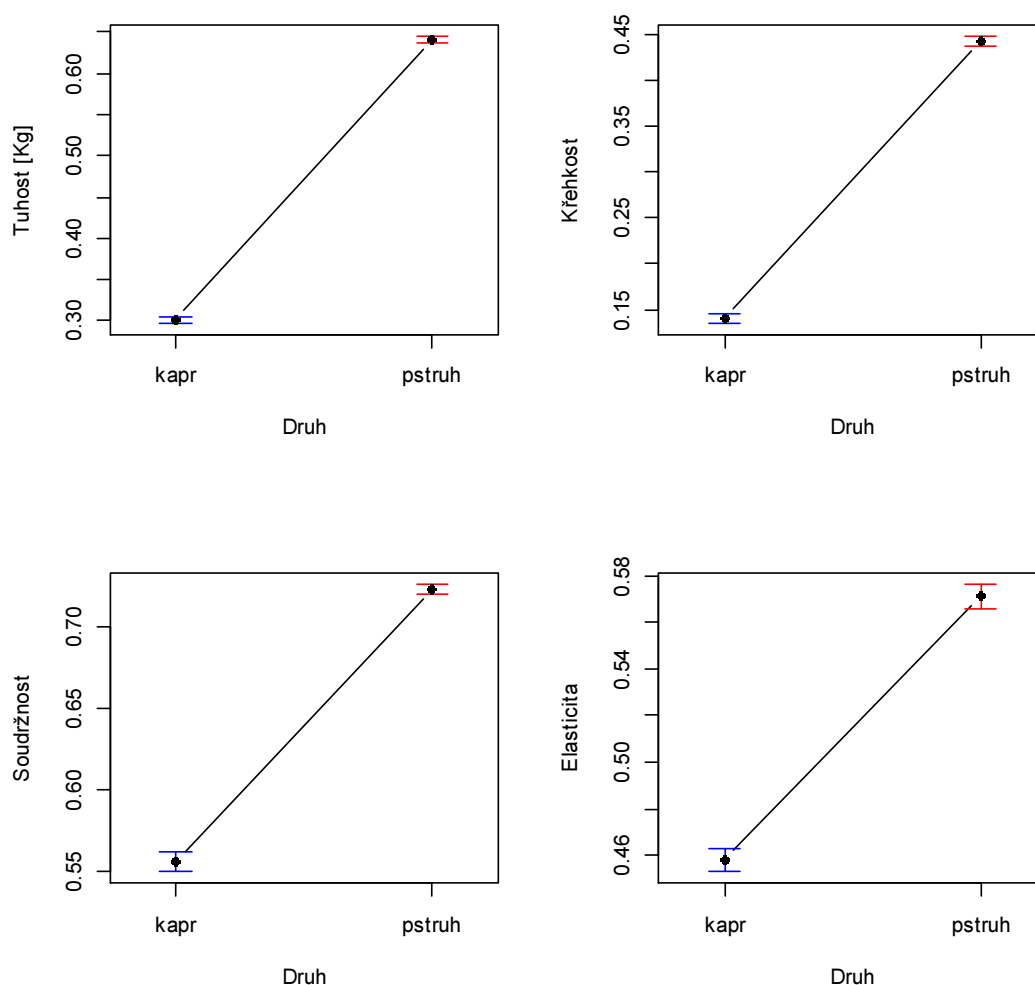 Tuhost [Kg]
0.60
0.50
0.40
0.30
kapr
pstruh
Druh
Křehkost
0.45
0.35
0.25
0.15
kapr
pstruh
Druh
Soudržnost
0.70
0.65
0.60
0.55
kapr
pstruh
Druh
Elasticita
0.58
0.54
0.50
0.46
kapr
pstruh
Druh